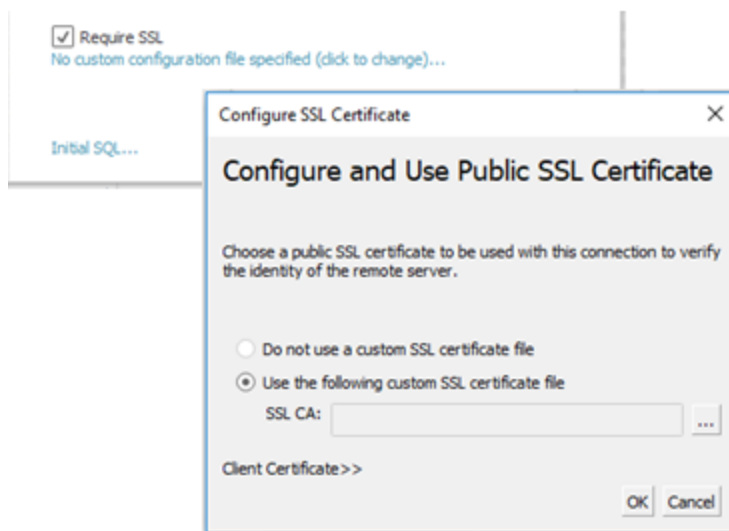 Require SSL
No custom configuration file specified (click to change)...
Initial SQL...
Configure SSL Certificate
Configure and Use Public SSL Certificate
Choose a public SSL certificate to be used with this connection to verify
the identity of the remote server.
Do not use a custom SSL certificate file
Use the following custom SSL certificate file
SSL CA:
...
Client Certificate>>
OK Cancel